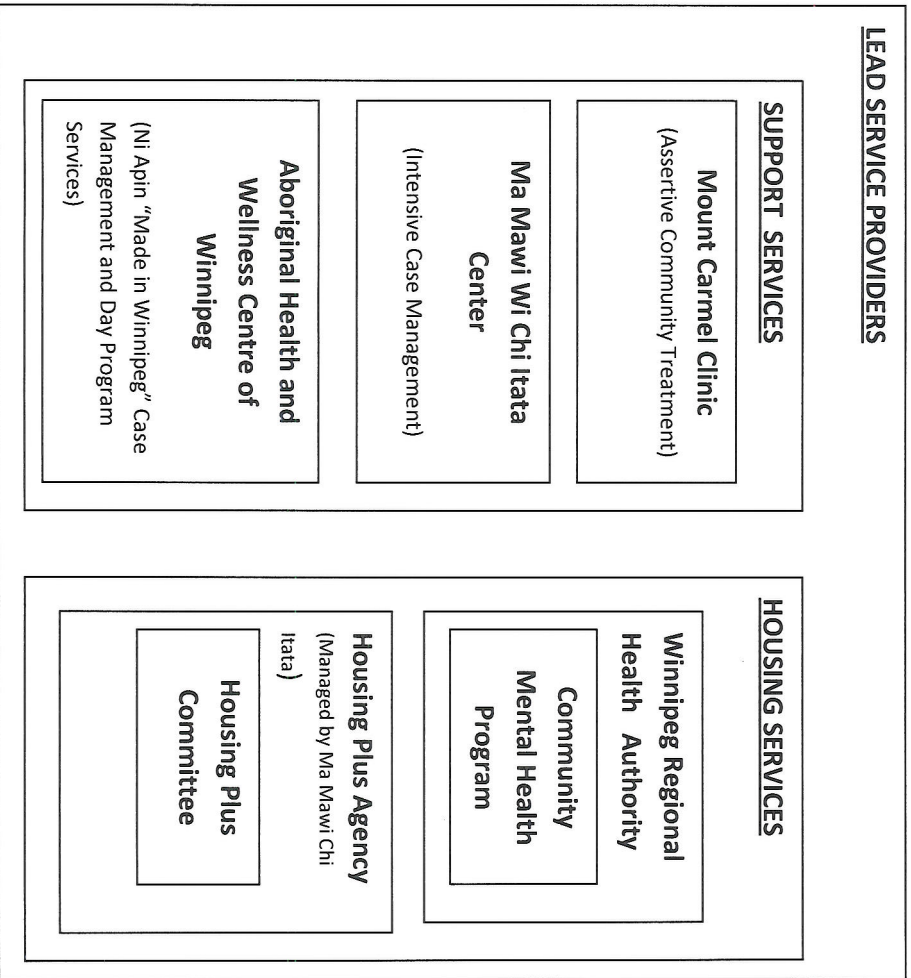 LEAD SERVICE PROVIDERS
SUPPORT SERVICES
Mount Carmel Clinic
(Assertive Community Treatment)
Ma Mawi Wi Chi Itata
Center
(Intensive Case Management)
Aboriginal Health and
Wellness Centre of
Winnipeg
(Ni Apin “Made in Winnipeg” Case
Management and Day Program
Services)
HOUSING SERVICES
Winnipeg Regional
Health Authority
Community
Mental Health
Program
Housing Plus Agency
(Managed by Ma Mawi Chi
Itata)
Housing Plus
Committee